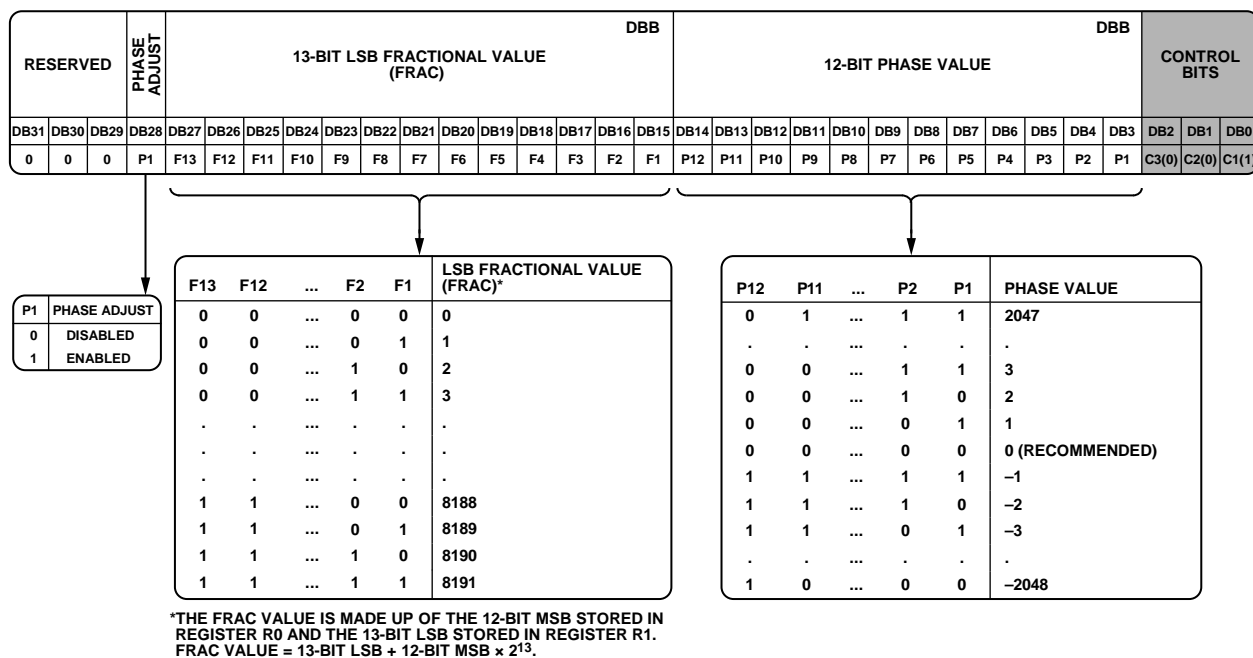 RESERVED
PHASE
ADJUST
DBB
13-BIT LSB FRACTIONAL VALUE
(FRAC)
DBB
12-BIT PHASE VALUE
CONTROL
BITS
DB31 DB30 DB29 DB28 DB27 DB26 DB25 DB24 DB23 DB22 DB21 DB20 DB19 DB18 DB17 DB16 DB15 DB14 DB13 DB12 DB11 DB10 DB9 DB8 DB7 DB6 DB5 DB4 DB3 DB2 DB1 DB0
0 0 0 P1 F13 F12 F11 F10 F9 F8 F7 F6 F5 F4 F3 F2 F1 P12 P11 P10 P9 P8 P7 P6 P5 P4 P3 P2 P1 C3(0) C2(0) C1(1)
P1 PHASE ADJUST
0 DISABLED
1 ENABLED
F13 F12 ... F2 F1 LSB FRACTIONAL VALUE
(FRAC)*
0 0 ... 0 0 0
0 0 ... 0 1 1
0 0 ... 1 0 2
0 0 ... 1 1 3
. . ... . . .
. . ... . . .
. . ... . . .
1 1 ... 0 0 8188
1 1 ... 0 1 8189
1 1 ... 1 0 8190
1 1 ... 1 1 8191
*THE FRAC VALUE IS MADE UP OF THE 12-BIT MSB STORED IN
REGISTER R0 AND THE 13-BIT LSB STORED IN REGISTER R1.
FRAC VALUE = 13-BIT LSB + 12-BIT MSB × 2¹³.
P12 P11 ... P2 P1 PHASE VALUE
0 1 ... 1 1 2047
. . ... . . .
0 0 ... 1 1 3
0 0 ... 1 0 2
0 0 ... 0 1 1
0 0 ... 0 0 0 (RECOMMENDED)
1 1 ... 1 1 –1
1 1 ... 1 0 –2
1 1 ... 0 1 –3
. . ... . . .
1 0 ... 0 0 –2048